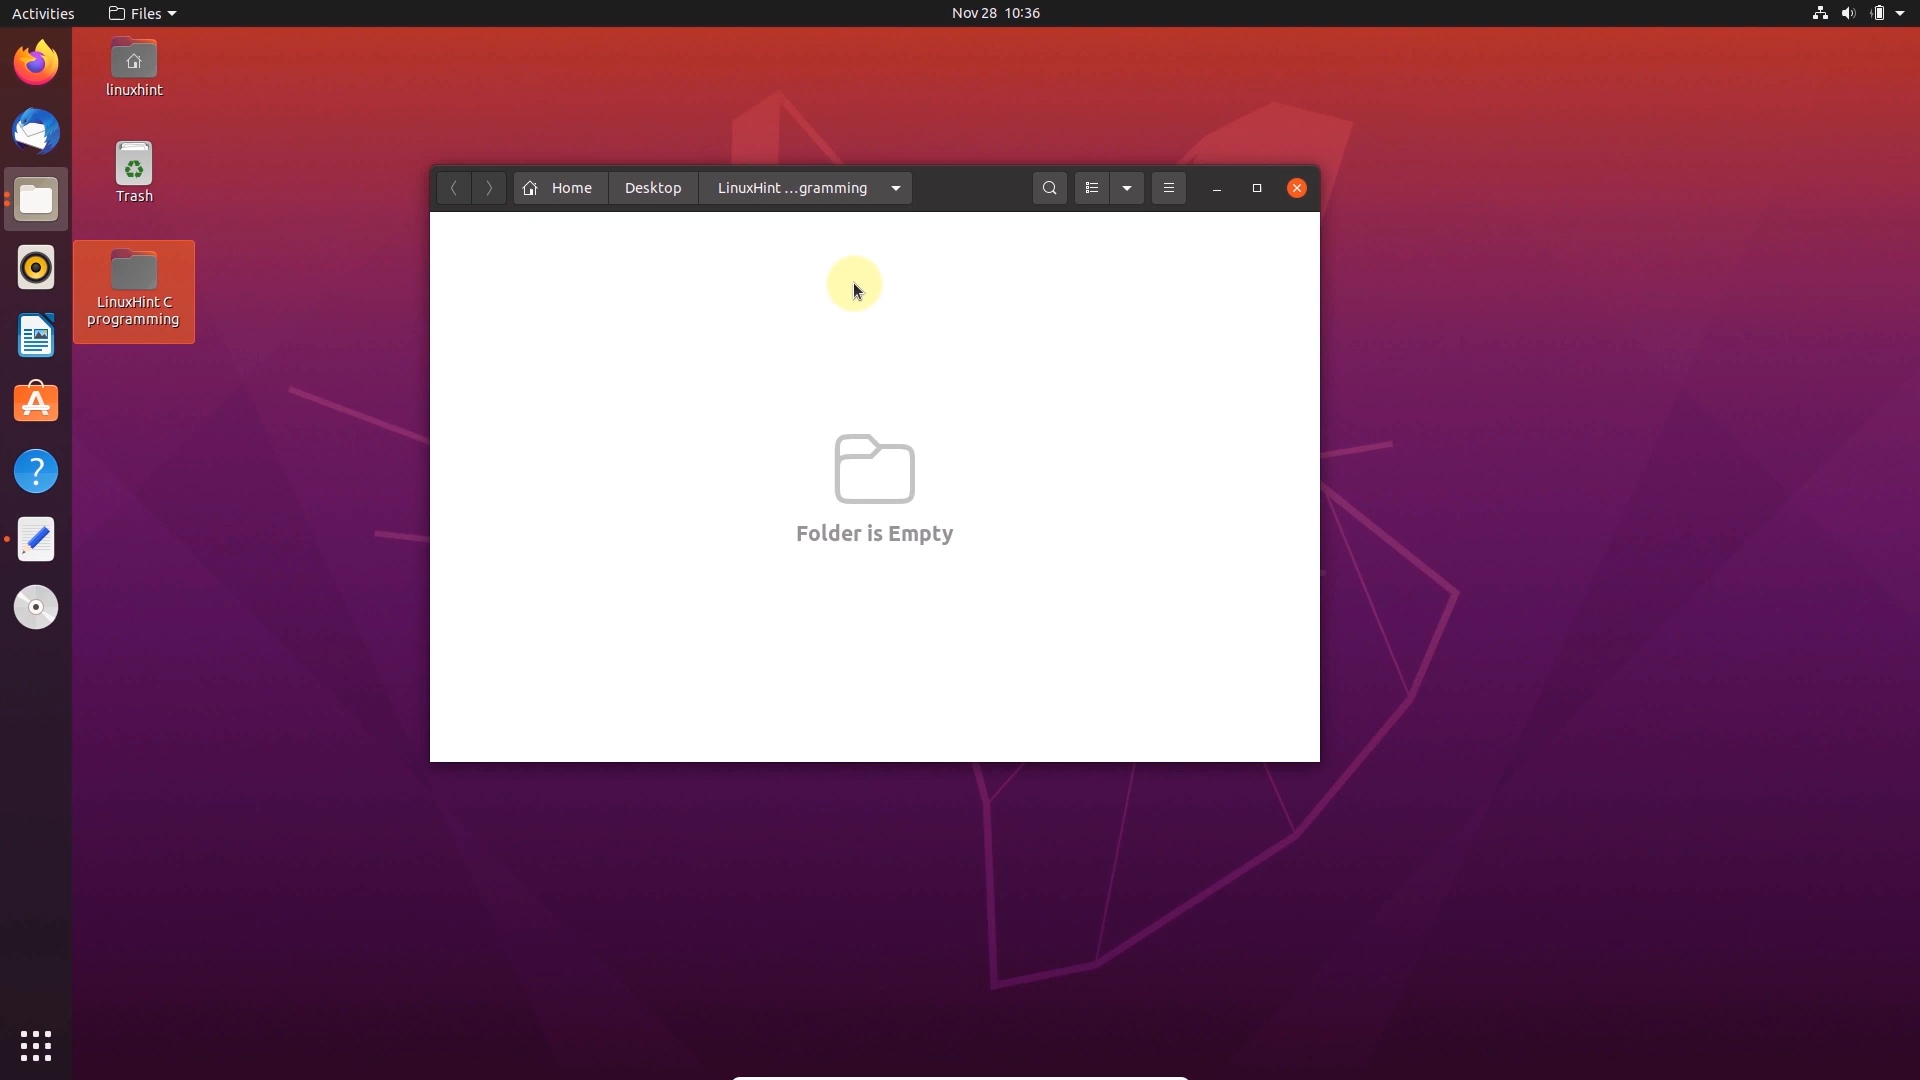 Activities
Files
Nov 28 10:36
linuxhint
Trash
LinuxHint C
programming
Home
Desktop
LinuxHint ...gramming
Folder is Empty